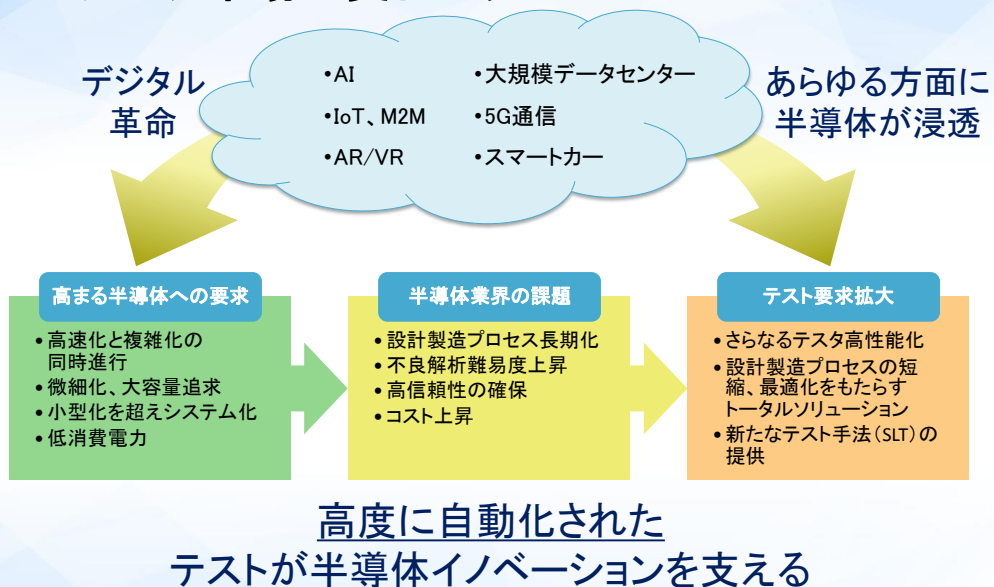 デジタル
革命
•AI
•IoT、M2M
•AR/VR
•大規模データセンター
•5G通信
•スマートカー
あらゆる方面に
半導体が浸透
高まる半導体への要求
•高速化と複雑化の
同時進行
•微細化、大容量追求
•小型化を超えシステム化
•低消費電力
半導体業界の課題
•設計製造プロセス長期化
•不良解析難易度上昇
•高信頼性の確保
•コスト上昇
テスト要求拡大
•さらなるテスタ高性能化
•設計製造プロセスの短
縮、最適化をもたらす
トータルソリューション
•新たなテスト手法（SLT）の
提供
高度に自動化された
テストが半導体イノベーションを支える